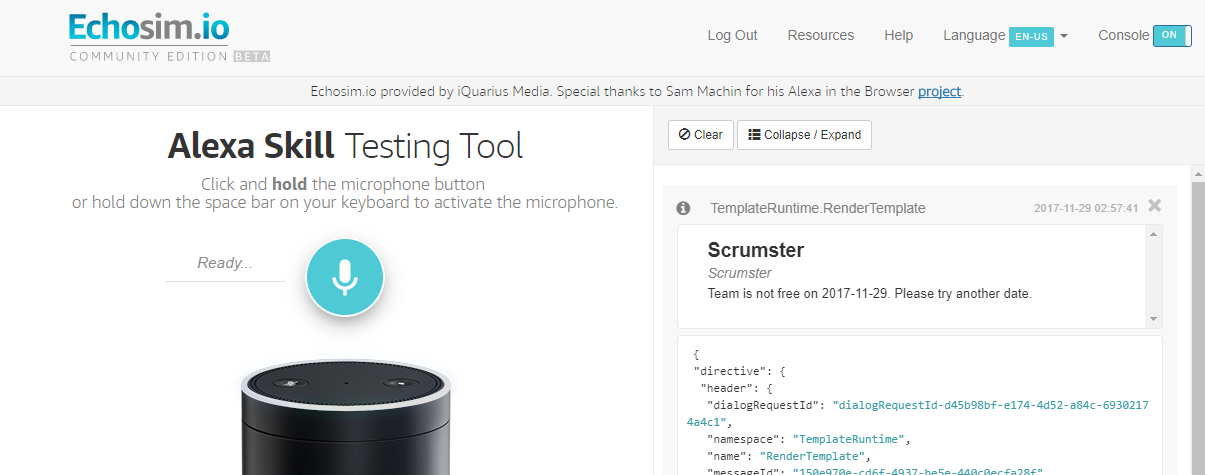 Echosim.io
COMMUNITY EDITION BETA
Log Out Resources Help Language EN-US Console ON
Echosim.io provided by iQuarius Media. Special thanks to Sam Machin for his Alexa in the Browser project.
Alexa Skill Testing Tool
Click and hold the microphone button
or hold down the space bar on your keyboard to activate the microphone.
Ready...
Clear Collapse / Expand
TemplateRuntime.RenderTemplate 2017-11-29 02:57:41
Scrumster
Scrumster
Team is not free on 2017-11-29. Please try another date.
{
"directive": {
"header": {
"dialogRequestId": "dialogRequestId-d45b98bf-e174-4d52-a84c-6930217
4a4c1",
"namespace": "TemplateRuntime",
"name": "RenderTemplate",
"messageId": "150e970e-cd6f-4937-be5e-440c0ecfa28f"